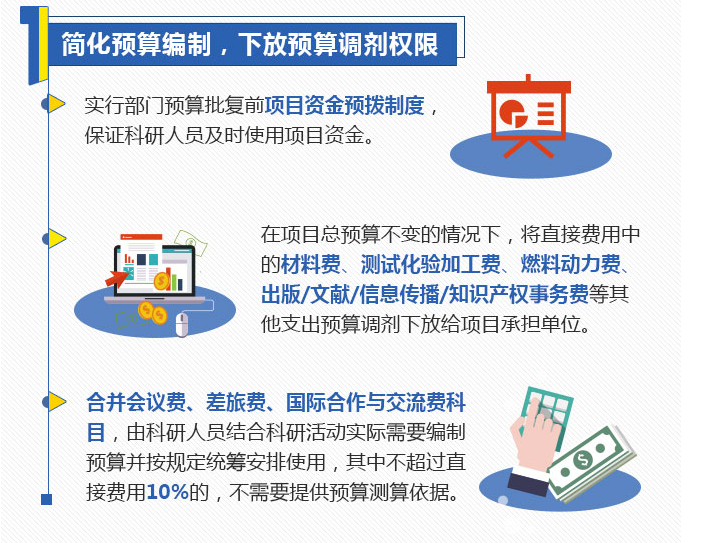 1
简化预算编制，下放预算调剂权限
实行部门预算批复前项目资金预拨制度，
保证科研人员及时使用项目资金。
在项目总预算不变的情况下，将直接费用中
的材料费、测试化验加工费、燃料动力费、
出版/文献/信息传播/知识产权事务费等其
他支出预算调剂下放给项目承担单位。
合并会议费、差旅费、国际合作与交流费科
目，由科研人员结合科研活动实际需要编制
预算并按规定统筹安排使用，其中不超过直
接费用10%的，不需要提供预算测算依据。